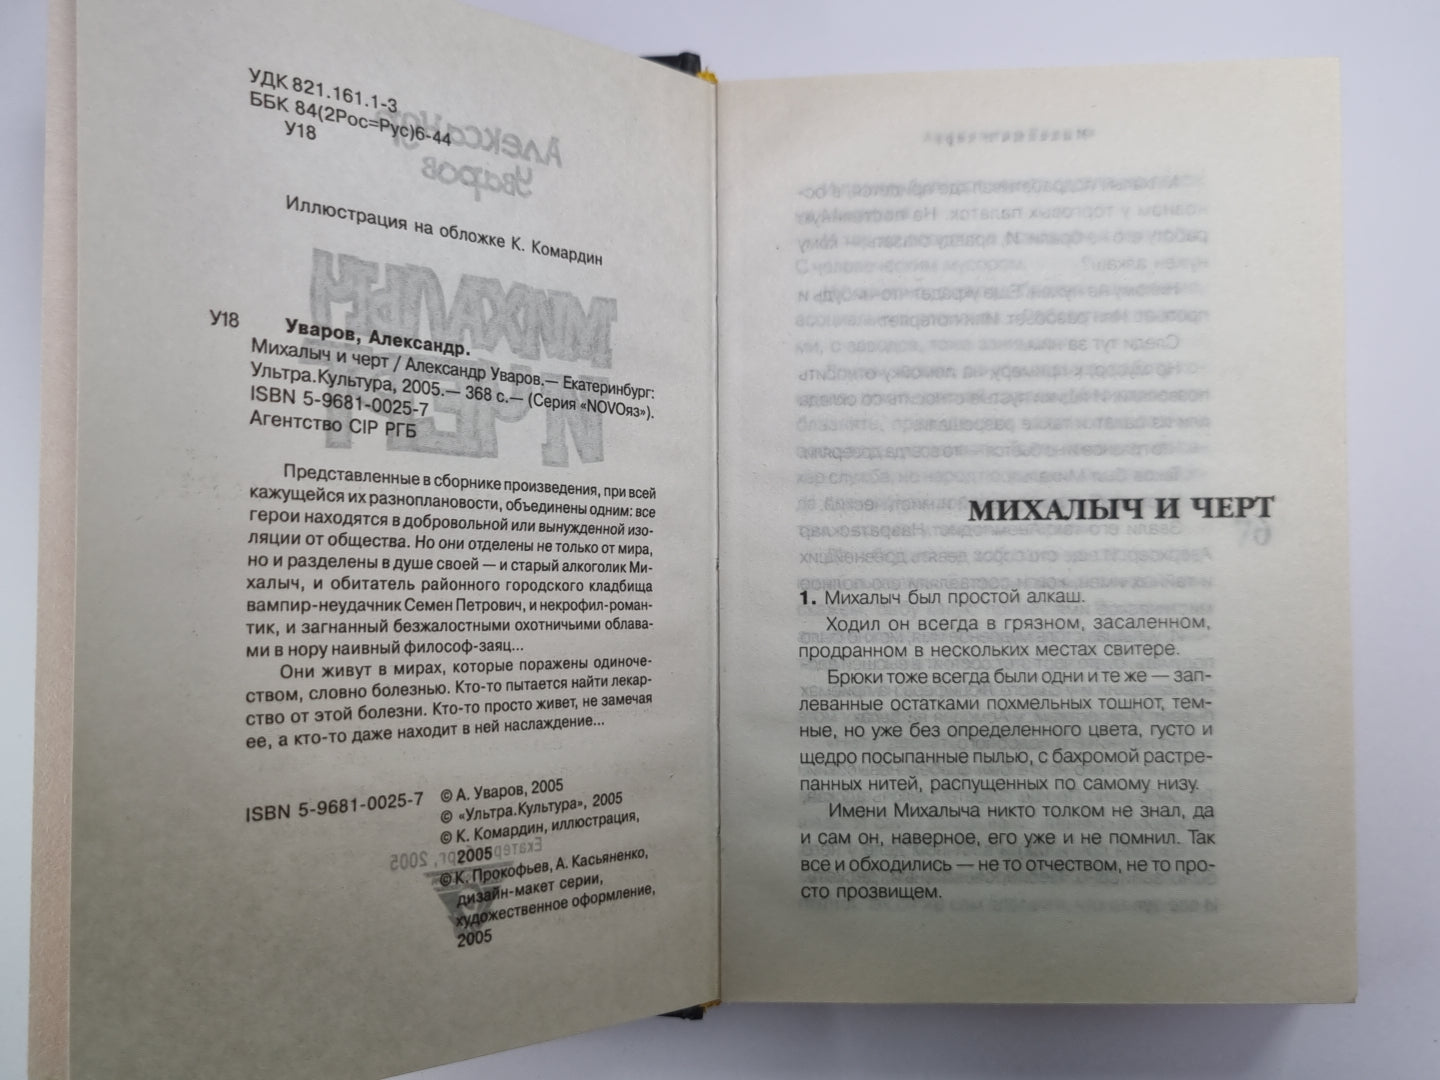 УДК 821.161.1-3
ББК 84(2Рос=Рус)6-44
У18
Иллюстрация на обложке К. Комардин
У18
Уваров, Александр.
Михалыч и черт / Александр Уваров.— Екатеринбург:
Ультра.Культура, 2005.— 368 с.— (Серия «NOVOяз»).
ISBN 5-9681-0025-7
Агентство CIP РГБ
Представленные в сборнике произведения, при всей
кажущейся их разноплановости, объединены одним: все
герои находятся в добровольной или вынужденной изо-
ляции от общества. Но они отделены не только от мира,
но и разделены в душе своей — и старый алкоголик Ми-
халыч, и обитатель районного городского кладбища
вампир-неудачник Семен Петрович, и некрофил-роман-
тик, и загнанный безжалостными охотничьими облава-
ми в нору наивный философ-заяц...
Они живут в мирах, которые поражены одиноче-
ством, словно болезнью. Кто-то пытается найти лекар-
ство от этой болезни. Кто-то просто живет, не замечая
ее, а кто-то даже находит в ней наслаждение...
ISBN 5-9681-0025-7
© А. Уваров, 2005
© «Ультра.Культура», 2005
© К. Комардин, иллюстрация,
2005
© К. Прокофьев, А. Касьяненко,
дизайн-макет серии,
художественное оформление,
2005
МИХАЛЫЧ И ЧЕРТ
1. Михалыч был простой алкаш.
Ходил он всегда в грязном, засаленном,
продранном в нескольких местах свитере.
Брюки тоже всегда были одни и те же — зап-
леванные остатками похмельных тошнот, тем-
ные, но уже без определенного цвета, густо и
щедро посыпанные пылью, с бахромой растре-
панных нитей, распущенных по самому низу.
Имени Михалыча никто толком не знал, да
и сам он, наверное, его уже и не помнил. Так
все и обходились — не то отчеством, не то про-
сто прозвищем.